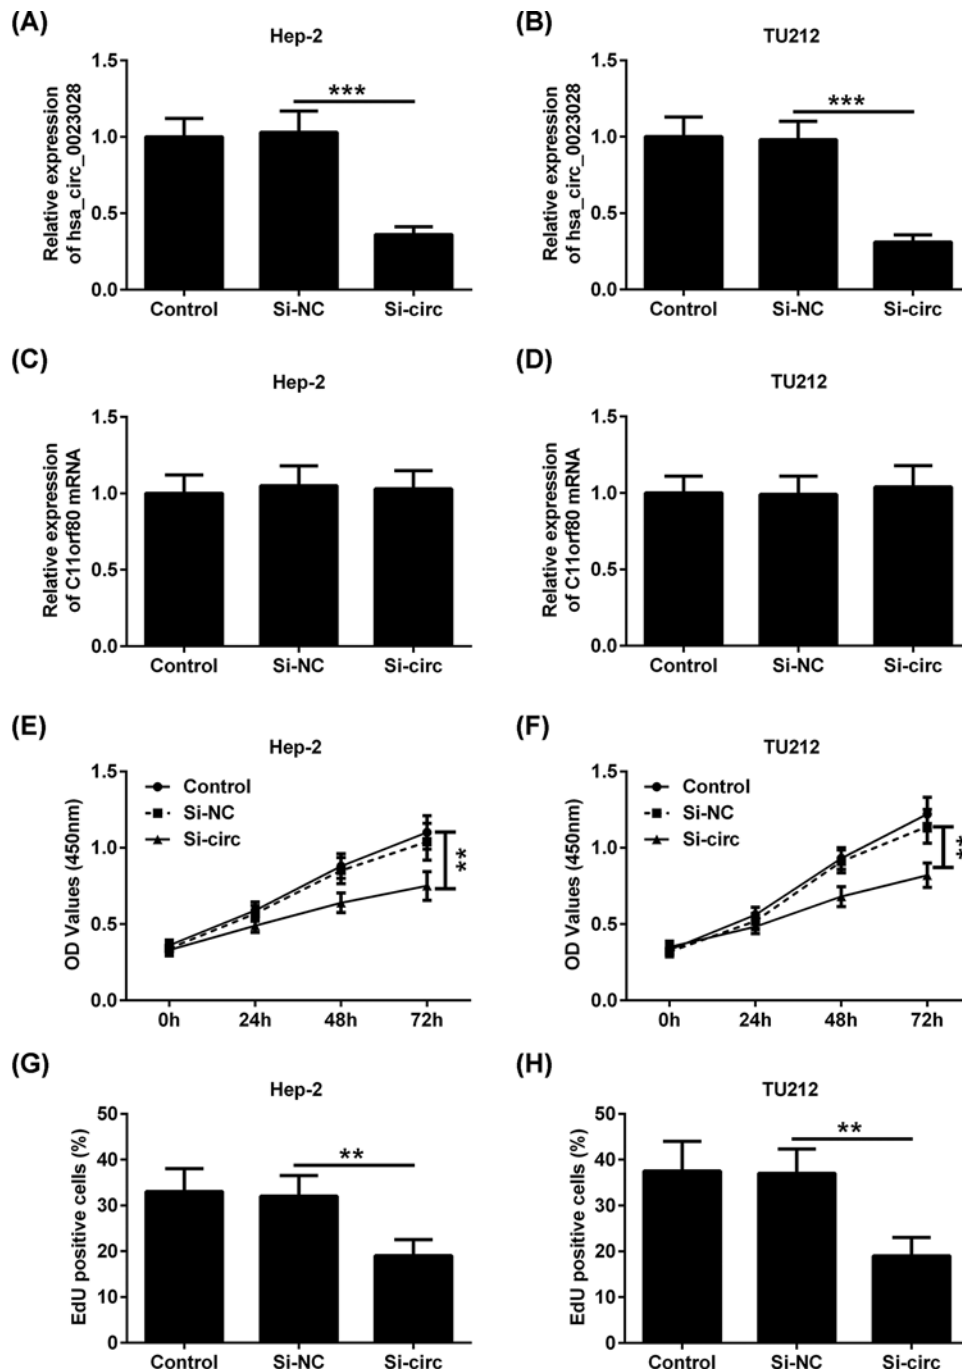 (A)
Hep-2
Relative expression
of hsa_circ_0023028
1.5
1.0
0.5
0.0
***
Control
Si-NC
Si-circ
(B)
TU212
Relative expression
of hsa_circ_0023028
1.5
1.0
0.5
0.0
***
Control
Si-NC
Si-circ
(C)
Hep-2
Relative expression
of C11orf80 mRNA
1.5
1.0
0.5
0.0
Control
Si-NC
Si-circ
(D)
TU212
Relative expression
of C11orf80 mRNA
1.5
1.0
0.5
0.0
Control
Si-NC
Si-circ
(E)
Hep-2
OD Values (450nm)
1.5
1.0
0.5
0.0
Control
Si-NC
Si-circ
**
0h
24h
48h
72h
(F)
TU212
OD Values (450nm)
1.5
1.0
0.5
0.0
Control
Si-NC
Si-circ
**
0h
24h
48h
72h
(G)
Hep-2
EdU positive cells (%)
50
40
30
20
10
0
**
Control
Si-NC
Si-circ
(H)
TU212
EdU positive cells (%)
50
40
30
20
10
0
**
Control
Si-NC
Si-circ